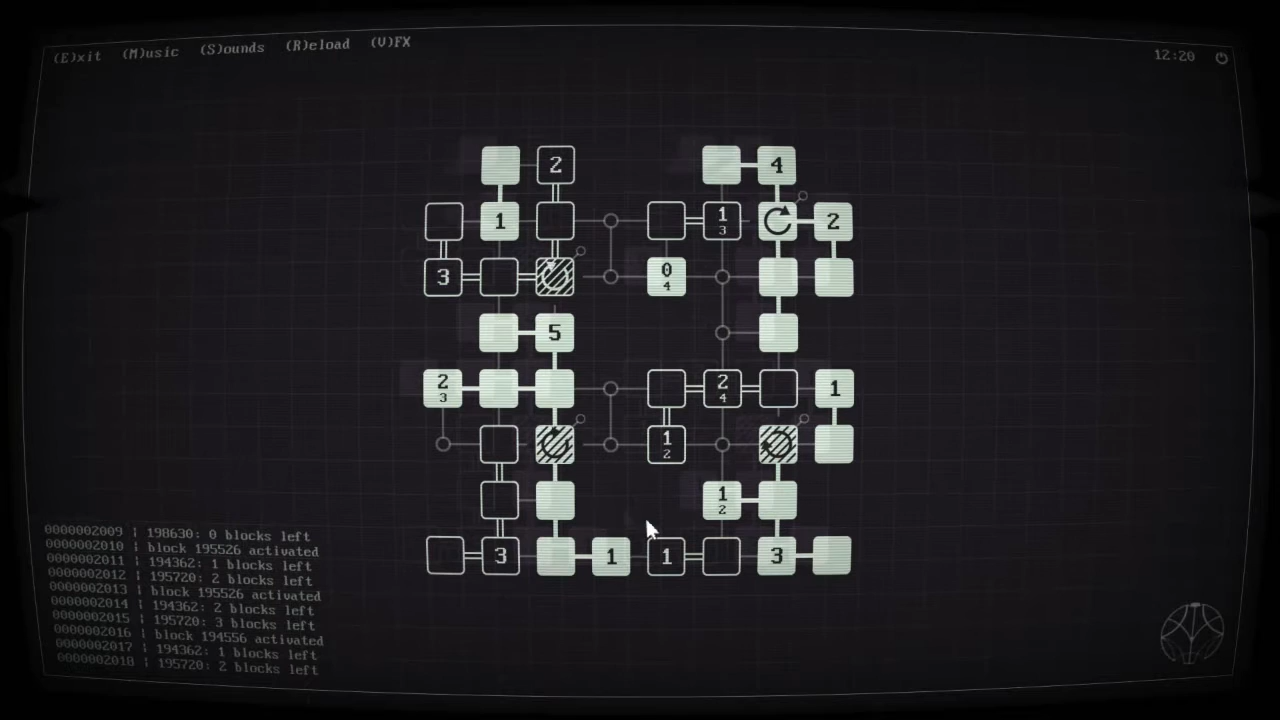 (E)xit (M)usic (S)ounds (R)eload (V)FX 12:20
2 4
1 1 3 2
3 0 4
5
2 3 2 4 1
1 2
1 2
3 1 1 3
0000002009 | 198630: 0 blocks left
0000002010 | block 195526 activated
0000002011 | 194362: 1 blocks left
0000002012 | 195720: 2 blocks left
0000002013 | block 195526 activated
0000002014 | 194362: 2 blocks left
0000002015 | 195720: 3 blocks left
0000002016 | block 194556 activated
0000002017 | 194362: 1 blocks left
0000002018 | 195720: 2 blocks left